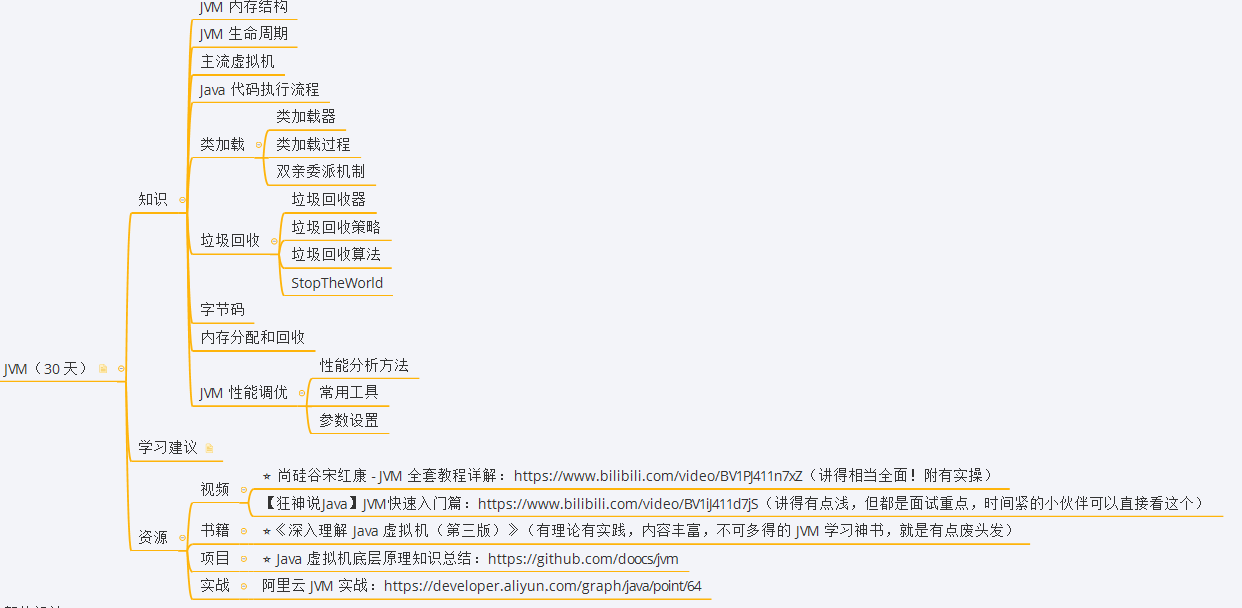 JVM 内存结构
JVM 生命周期
主流虚拟机
Java 代码执行流程
类加载器
类加载
类加载过程
双亲委派机制
知识
垃圾回收器
垃圾回收策略
垃圾回收
垃圾回收算法
StopTheWorld
字节码
内存分配和回收
性能分析方法
JVM（30 天）
JVM 性能调优
常用工具
参数设置
学习建议
⭐ 尚硅谷宋红康 - JVM 全套教程详解：https://www.bilibili.com/video/BV1PJ411n7xZ（讲得相当全面！附有实操）
视频
【狂神说Java】JVM快速入门篇：https://www.bilibili.com/video/BV1iJ411d7jS（讲得有点浅，但都是面试重点，时间紧的小伙伴可以直接看这个）
资源
书籍
⭐《深入理解 Java 虚拟机（第三版）》（有理论有实践，内容丰富，不可多得的 JVM 学习神书，就是有点废头发）
项目
⭐ Java 虚拟机底层原理知识总结：https://github.com/doocs/jvm
实战
阿里云 JVM 实战：https://developer.aliyun.com/graph/java/point/64